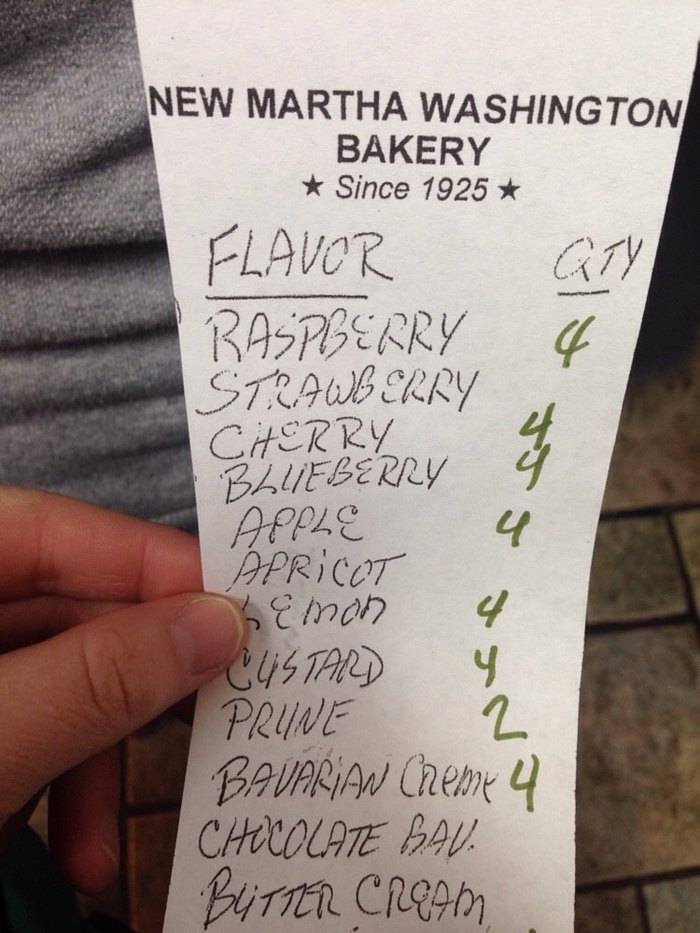 NEW MARTHA WASHINGTON
BAKERY
★ Since 1925 ★
FLAVOR QTY
RASPBERRY 4
STRAWBERRY
CHERRY 4
BLUEBERRY 4
APPLE 4
APRICOT
LEMON 4
CUSTARD 4
PRUNE 2
BAVARIAN CREME 4
CHOCOLATE BAV.
BUTTER CREAM